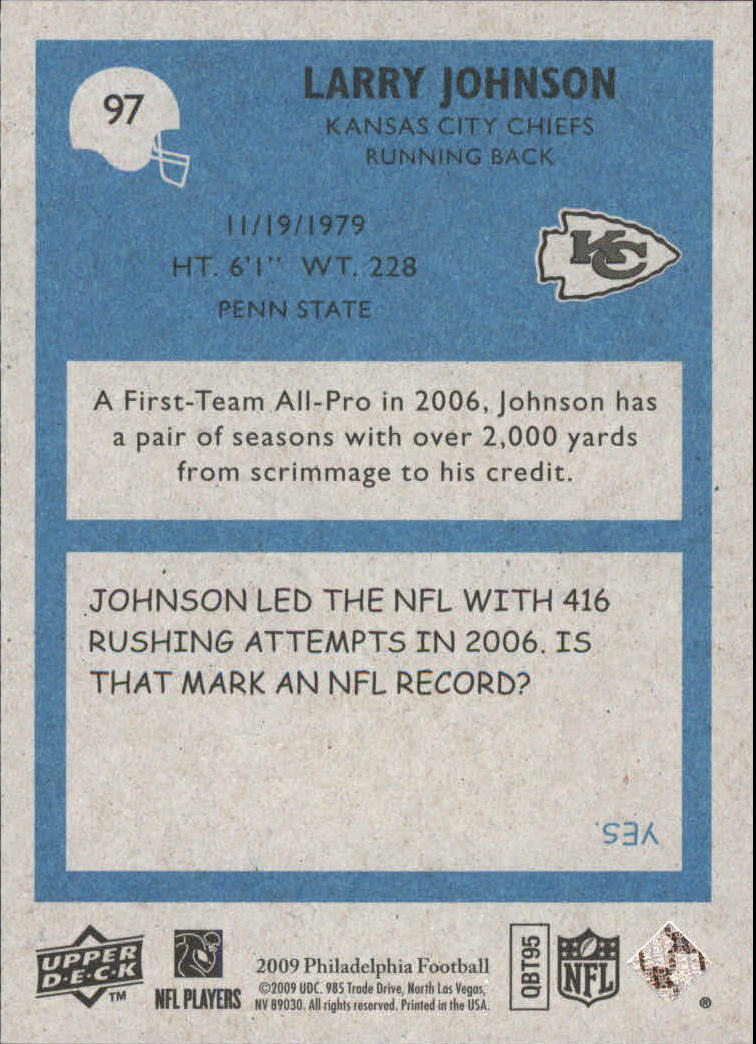 97
LARRY JOHNSON
KANSAS CITY CHIEFS
RUNNING BACK
11/19/1979
HT. 6'1" WT. 228
PENN STATE
KC
A First-Team All-Pro in 2006, Johnson has
a pair of seasons with over 2,000 yards
from scrimmage to his credit.
JOHNSON LED THE NFL WITH 416
RUSHING ATTEMPTS IN 2006. IS
THAT MARK AN NFL RECORD?
YES.
UPPER
D·E·C·K
TM
NFL PLAYERS
2009 Philadelphia Football
©2009 UDC. 985 Trade Drive, North Las Vegas,
NV 89030. All rights reserved. Printed in the USA.
QBT95
NFL
®